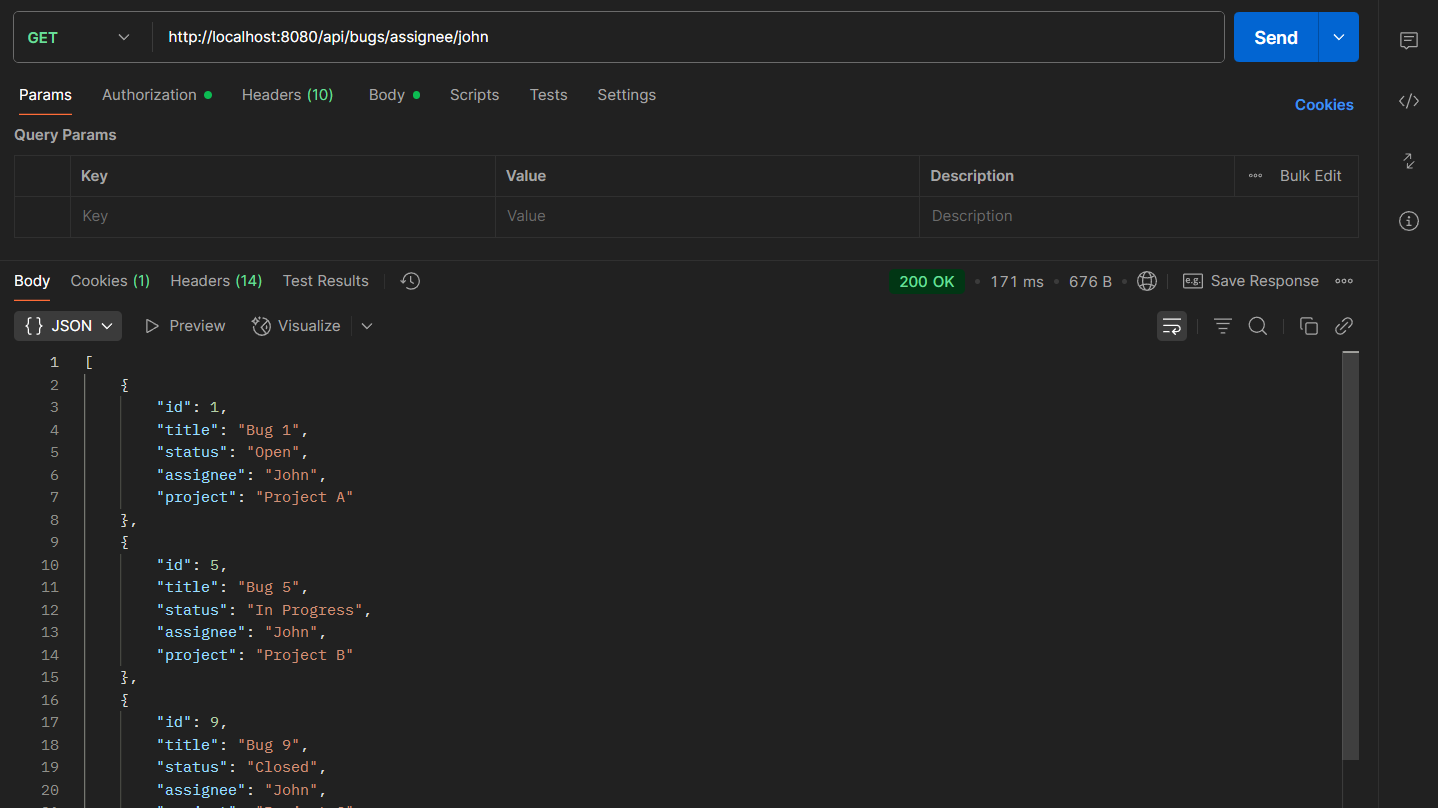 GET http://localhost:8080/api/bugs/assignee/john Send
Params Authorization Headers (10) Body Scripts Tests Settings Cookies
Query Params
Key Value Description Bulk Edit
Key Value Description
Body Cookies (1) Headers (14) Test Results 200 OK 171 ms 676 B e.g. Save Response
{} JSON Preview Visualize
1 [
2 {
3 "id": 1,
4 "title": "Bug 1",
5 "status": "Open",
6 "assignee": "John",
7 "project": "Project A"
8 },
9 {
10 "id": 5,
11 "title": "Bug 5",
12 "status": "In Progress",
13 "assignee": "John",
14 "project": "Project B"
15 },
16 {
17 "id": 9,
18 "title": "Bug 9",
19 "status": "Closed",
20 "assignee": "John",